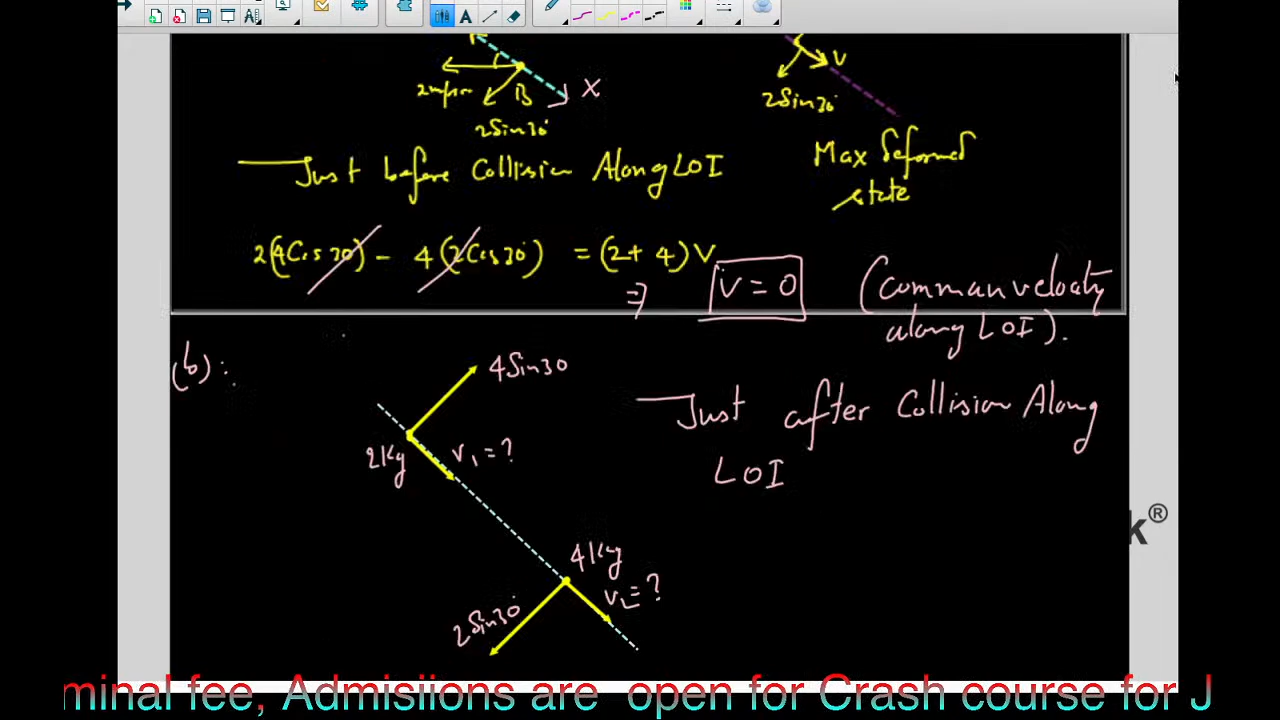 2mps
B
X
2Sin30°
V
2Sin30°
Just before Collision Along LOI
Max deformed
state
2(4Cos30) - 4(2Cos30) = (2+4)V
⇒ V = 0 (Comman velocity
along LOI).
(b):
4Sin30
2Kg
V₁=?
Just after Collision Along
LOI
4Kg
V₂=?
2Sin30°
k®
minal fee, Admisiions are open for Crash course for J